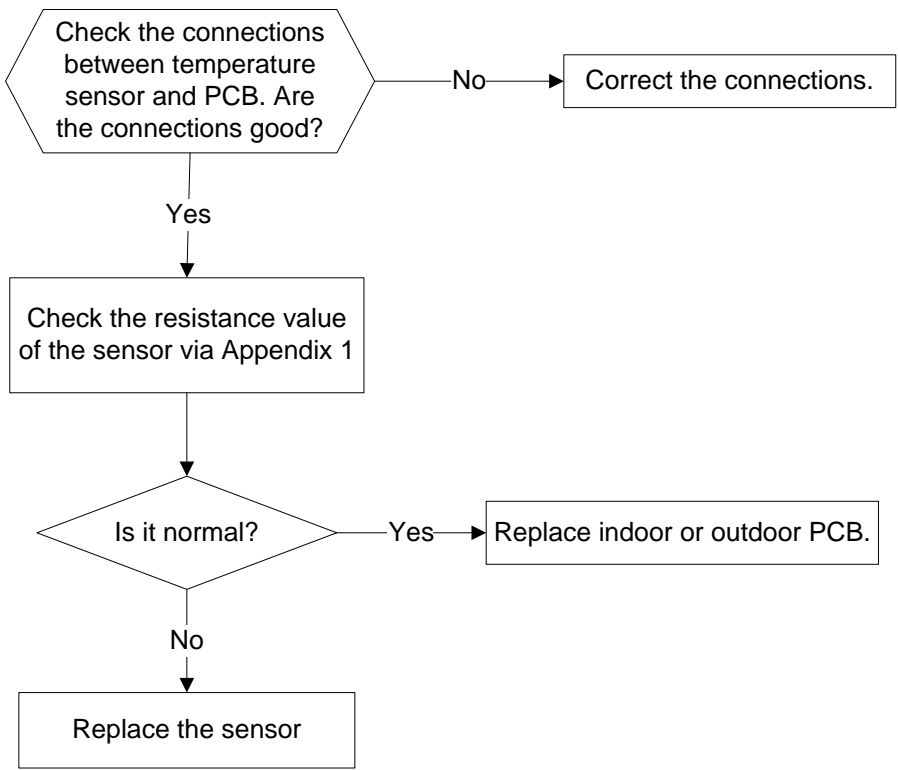 Check the connections
between temperature
sensor and PCB. Are
the connections good?
No
Correct the connections.
Yes
Check the resistance value
of the sensor via Appendix 1
Is it normal?
Yes
Replace indoor or outdoor PCB.
No
Replace the sensor